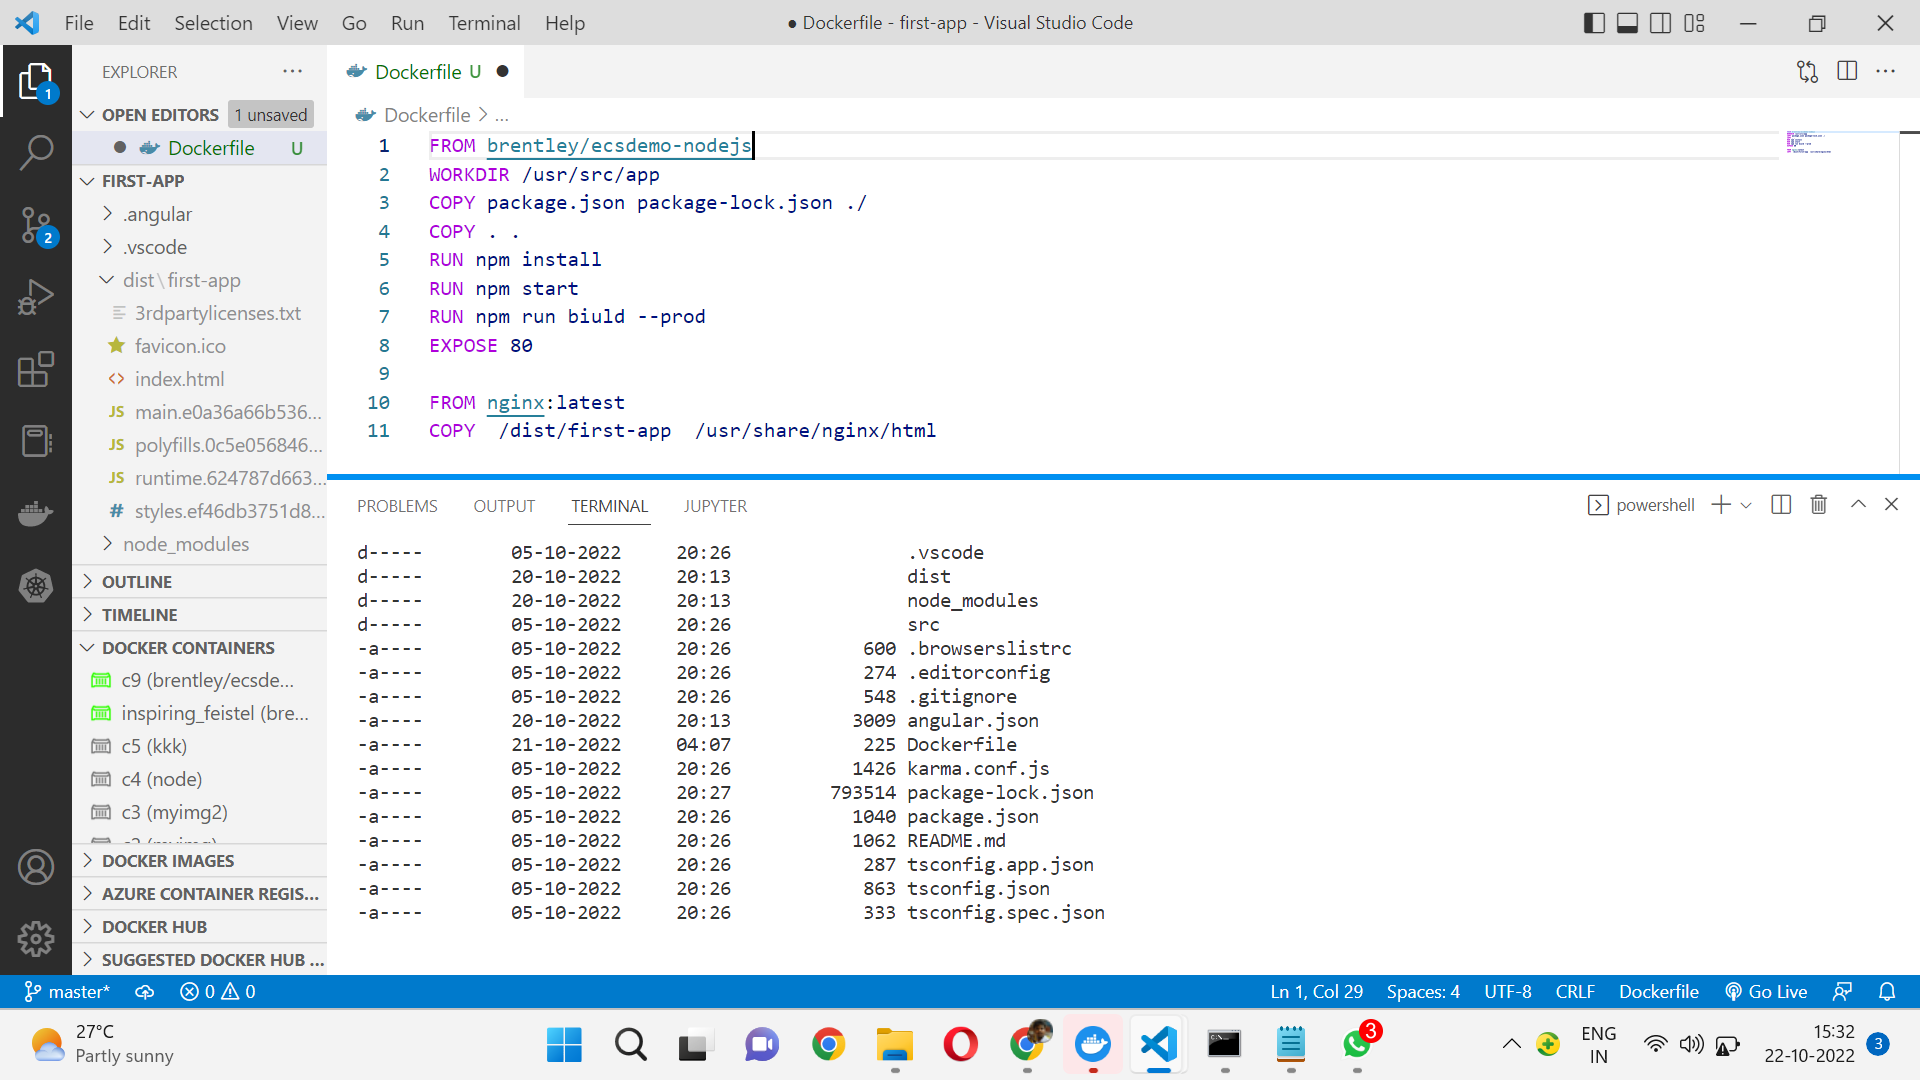 File Edit Selection View Go Run Terminal Help
● Dockerfile - first-app - Visual Studio Code
EXPLORER
OPEN EDITORS 1 unsaved
Dockerfile U
FIRST-APP
.angular
.vscode
dist\first-app
3rdpartylicenses.txt
favicon.ico
index.html
JS main.e0a36a66b536...
JS polyfills.0c5e056846...
JS runtime.624787d663...
# styles.ef46db3751d8...
node_modules
OUTLINE
TIMELINE
DOCKER CONTAINERS
c9 (brentley/ecsde...
inspiring_feistel (bre...
c5 (kkk)
c4 (node)
c3 (myimg2)
DOCKER IMAGES
AZURE CONTAINER REGIS...
DOCKER HUB
SUGGESTED DOCKER HUB ...
1
2
Dockerfile U
Dockerfile > ...
1 FROM brentley/ecsdemo-nodejs
2 WORKDIR /usr/src/app
3 COPY package.json package-lock.json ./
4 COPY . .
5 RUN npm install
6 RUN npm start
7 RUN npm run biuld --prod
8 EXPOSE 80
9
10 FROM nginx:latest
11 COPY  /dist/first-app  /usr/share/nginx/html
PROBLEMS OUTPUT TERMINAL JUPYTER
powershell
d----- 05-10-2022 20:26 .vscode
d----- 20-10-2022 20:13 dist
d----- 20-10-2022 20:13 node_modules
d----- 05-10-2022 20:26 src
-a---- 05-10-2022 20:26 600 .browserslistrc
-a---- 05-10-2022 20:26 274 .editorconfig
-a---- 05-10-2022 20:26 548 .gitignore
-a---- 20-10-2022 20:13 3009 angular.json
-a---- 21-10-2022 04:07 225 Dockerfile
-a---- 05-10-2022 20:26 1426 karma.conf.js
-a---- 05-10-2022 20:27 793514 package-lock.json
-a---- 05-10-2022 20:26 1040 package.json
-a---- 05-10-2022 20:26 1062 README.md
-a---- 05-10-2022 20:26 287 tsconfig.app.json
-a---- 05-10-2022 20:26 863 tsconfig.json
-a---- 05-10-2022 20:26 333 tsconfig.spec.json
master* 0 0
Ln 1, Col 29 Spaces: 4 UTF-8 CRLF Dockerfile Go Live
27°C
Partly sunny
3
ENG
IN
15:32
22-10-2022
3